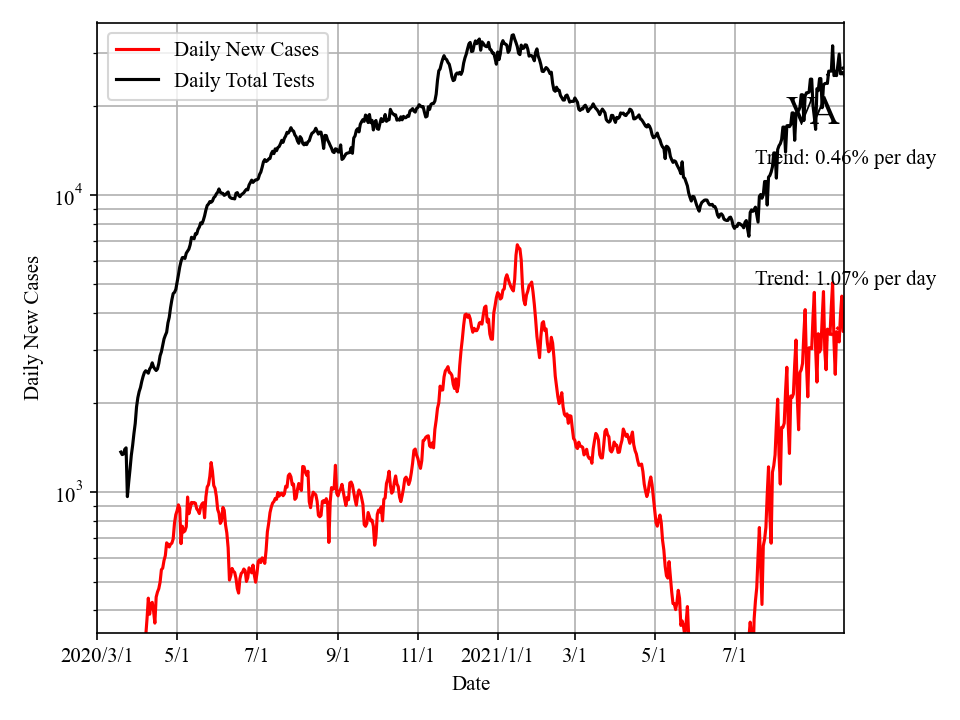 Daily New Cases
Daily Total Tests
VA
Trend: 0.46% per day
Trend: 1.07% per day
10^4
10^3
Daily New Cases
2020/3/1 5/1 7/1 9/1 11/1 2021/1/1 3/1 5/1 7/1
Date